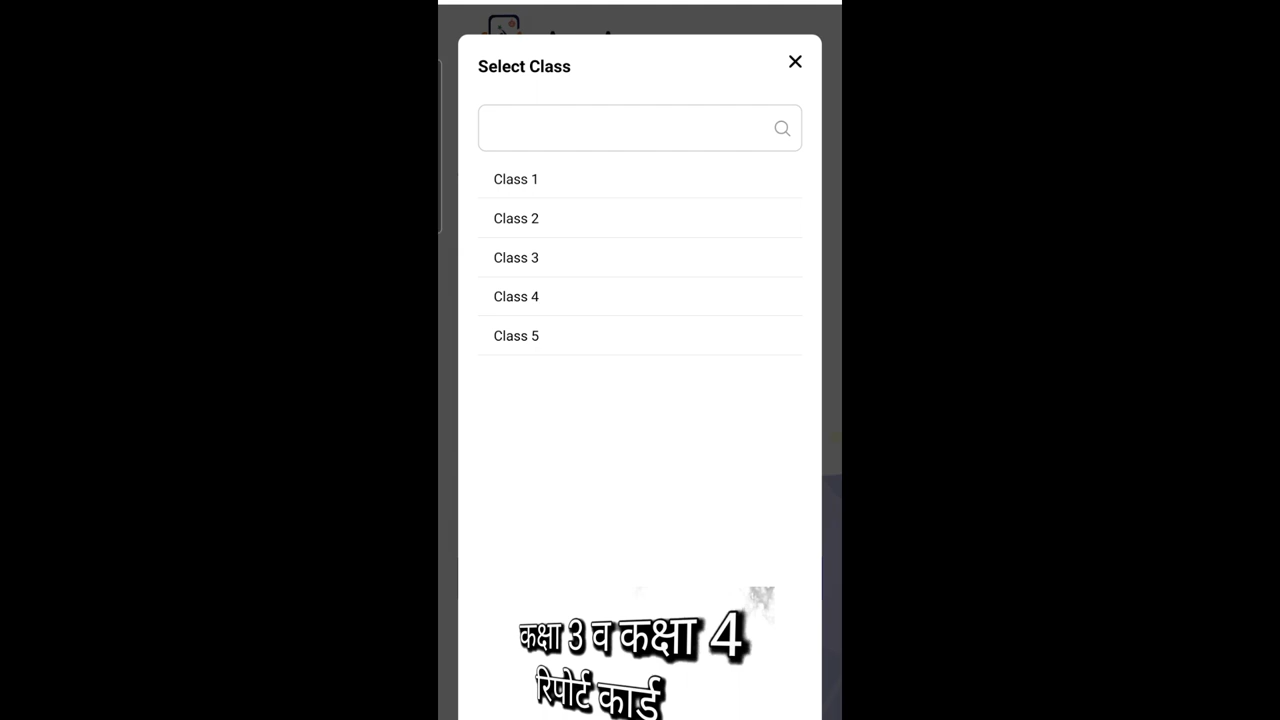 Select Class
Class 1
Class 2
Class 3
Class 4
Class 5
कक्षा 3 व कक्षा 4
रिपोर्ट कार्ड